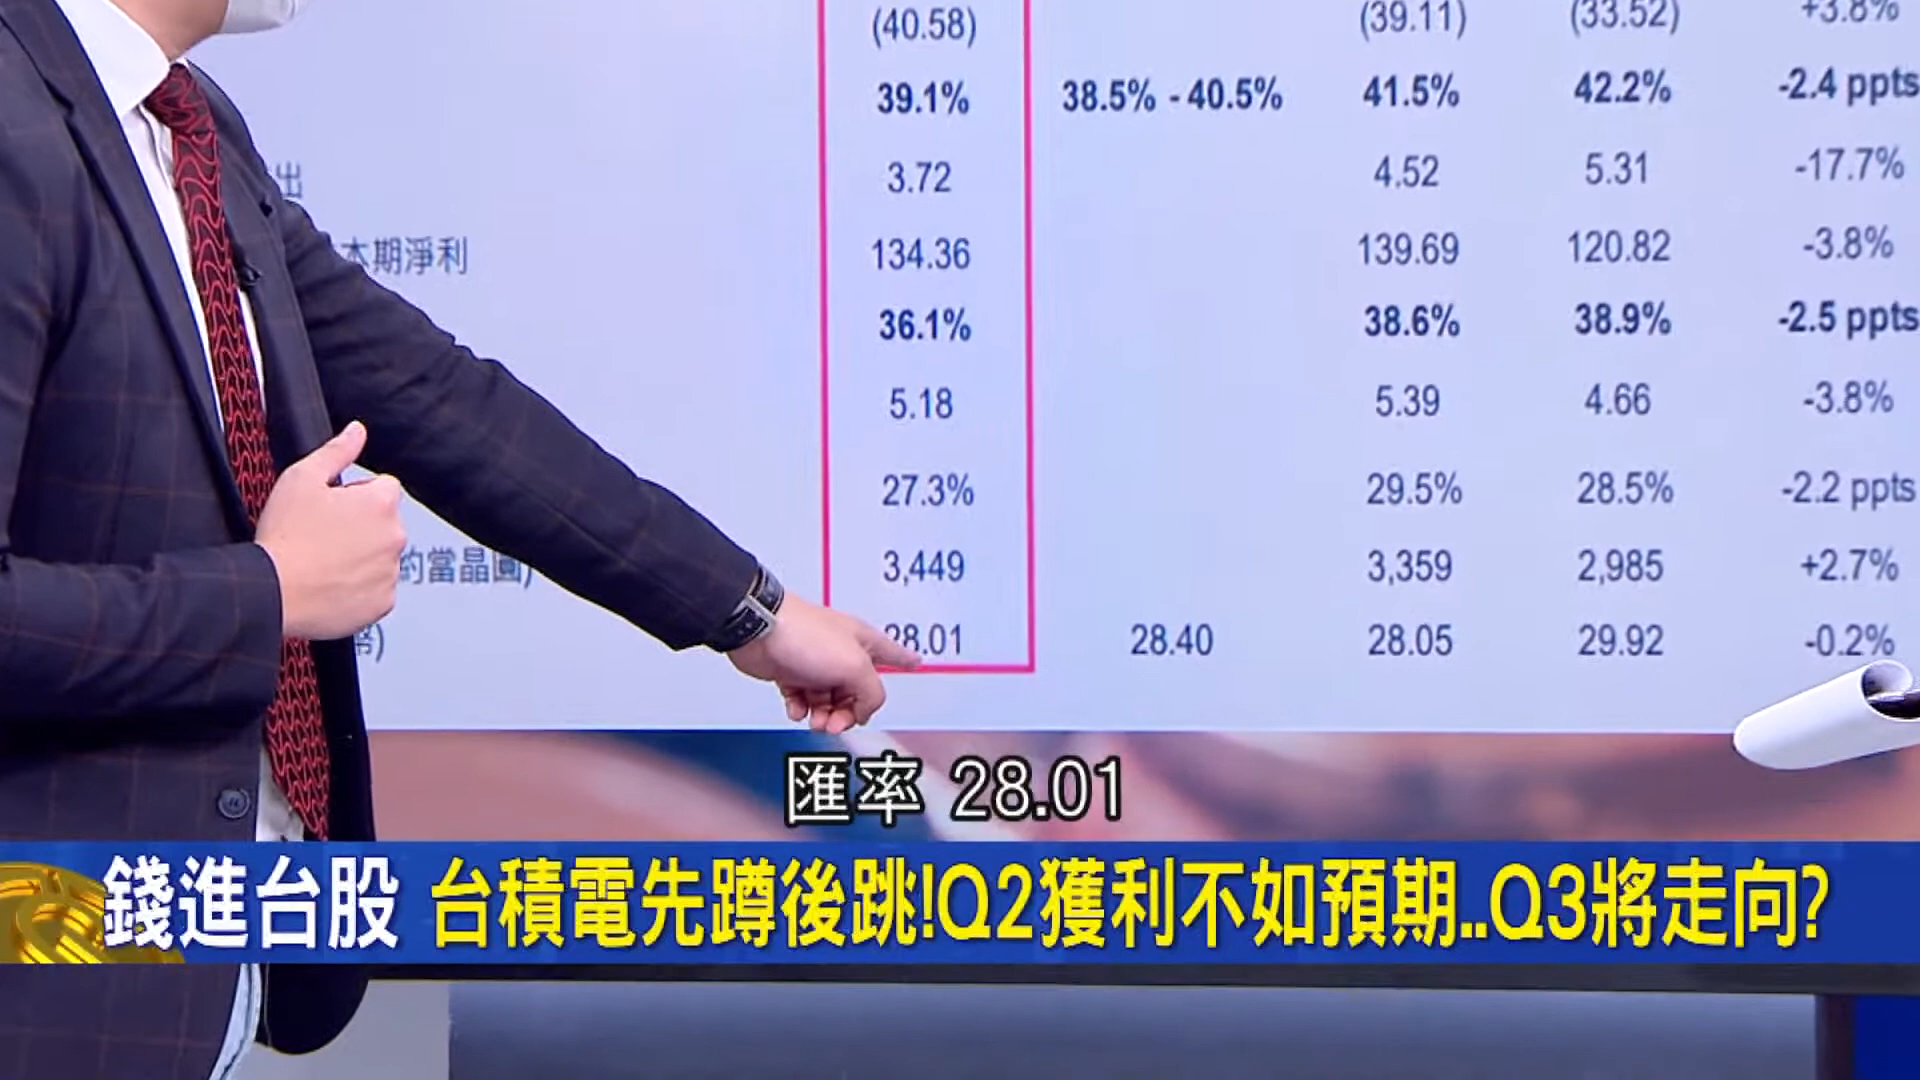 (40.58) (39.11) (33.52) +3.8%
39.1% 38.5% - 40.5% 41.5% 42.2% -2.4 ppts
出 3.72 4.52 5.31 -17.7%
本期淨利 134.36 139.69 120.82 -3.8%
36.1% 38.6% 38.9% -2.5 ppts
5.18 5.39 4.66 -3.8%
27.3% 29.5% 28.5% -2.2 ppts
約當晶圓) 3,449 3,359 2,985 +2.7%
幣) 28.01 28.40 28.05 29.92 -0.2%
匯率 28.01
錢進台股 台積電先蹲後跳!Q2獲利不如預期..Q3將走向?